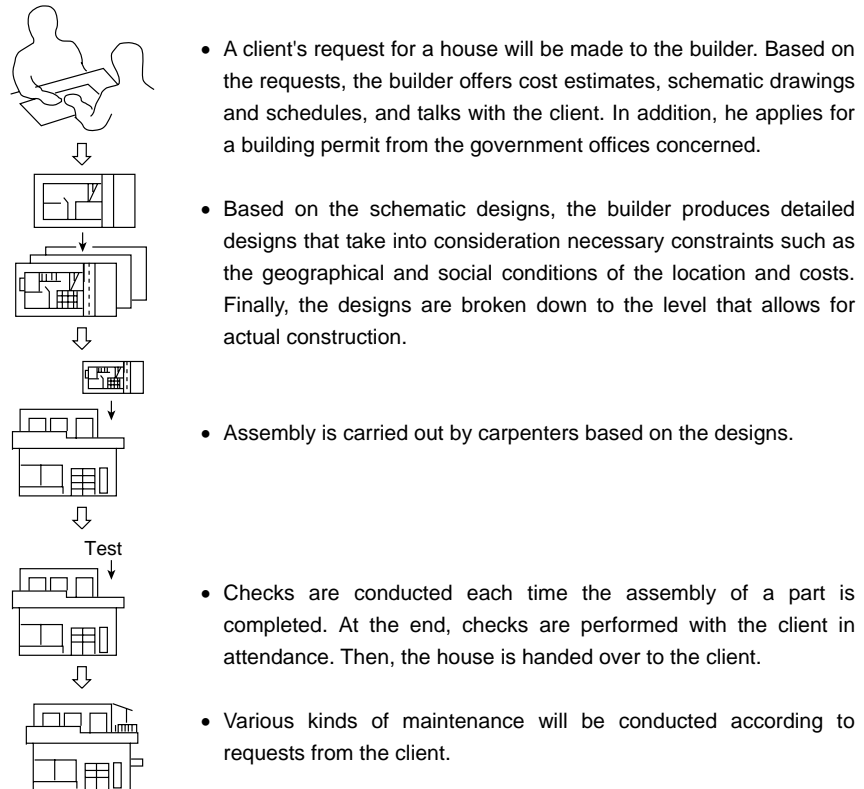 • A client's request for a house will be made to the builder. Based on
the requests, the builder offers cost estimates, schematic drawings
and schedules, and talks with the client. In addition, he applies for
a building permit from the government offices concerned.
• Based on the schematic designs, the builder produces detailed
designs that take into consideration necessary constraints such as
the geographical and social conditions of the location and costs.
Finally, the designs are broken down to the level that allows for
actual construction.
• Assembly is carried out by carpenters based on the designs.
Test
• Checks are conducted each time the assembly of a part is
completed. At the end, checks are performed with the client in
attendance. Then, the house is handed over to the client.
• Various kinds of maintenance will be conducted according to
requests from the client.